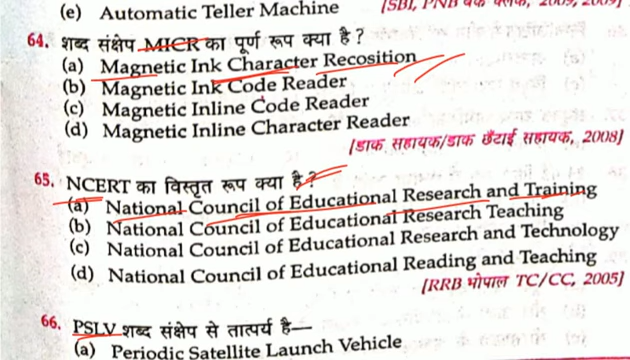 (e) Automatic Teller Machine
[SBI, PNB बैंक क्लर्क, 2009, 2009]
64. शब्द संक्षेप MICR का पूर्ण रूप क्या है ?
(a) Magnetic Ink Character Recosition
(b) Magnetic Ink Code Reader
(c) Magnetic Inline Code Reader
(d) Magnetic Inline Character Reader
[डाक सहायक/डाक छँटाई सहायक, 2008]
65. NCERT का विस्तृत रूप क्या है ?
(a) National Council of Educational Research and Training
(b) National Council of Educational Research Teaching
(c) National Council of Educational Research and Technology
(d) National Council of Educational Reading and Teaching
[RRB भोपाल TC/CC, 2005]
66. PSLV शब्द संक्षेप से तात्पर्य है—
(a) Periodic Satellite Launch Vehicle